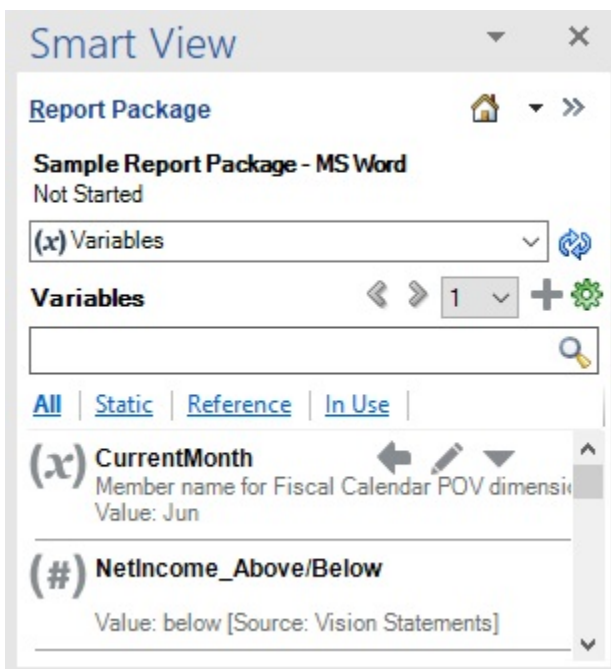 Smart View
Report Package
Sample Report Package - MS Word
Not Started
(x) Variables
Variables 1
All | Static | Reference | In Use |
(x) CurrentMonth
Member name for Fiscal Calendar POV dimensi
Value: Jun
(#) NetIncome_Above/Below
Value: below [Source: Vision Statements]